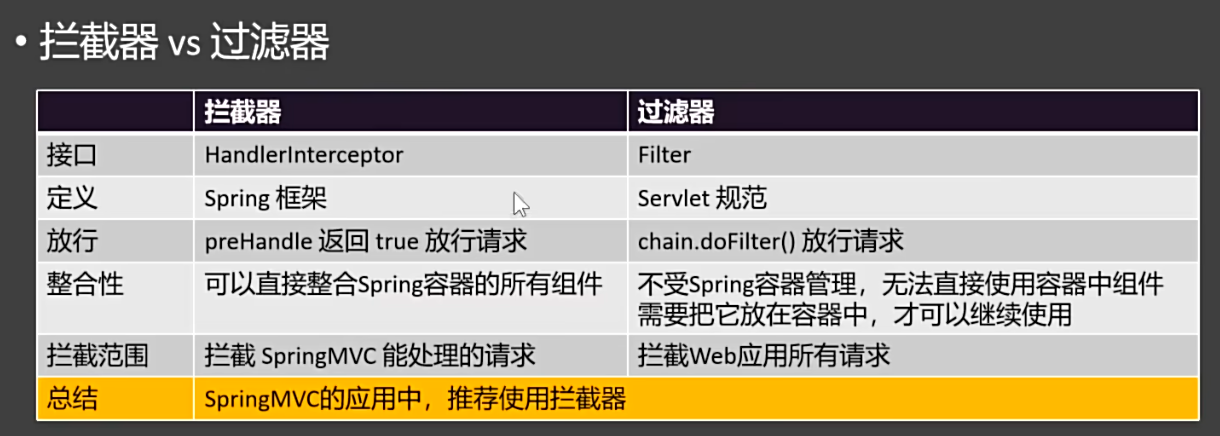 • 拦截器 vs 过滤器
拦截器 过滤器
接口 HandlerInterceptor Filter
定义 Spring 框架 Servlet 规范
放行 preHandle 返回 true 放行请求 chain.doFilter() 放行请求
整合性 可以直接整合Spring容器的所有组件 不受Spring容器管理，无法直接使用容器中组件
需要把它放在容器中，才可以继续使用
拦截范围 拦截 SpringMVC 能处理的请求 拦截Web应用所有请求
总结 SpringMVC的应用中，推荐使用拦截器